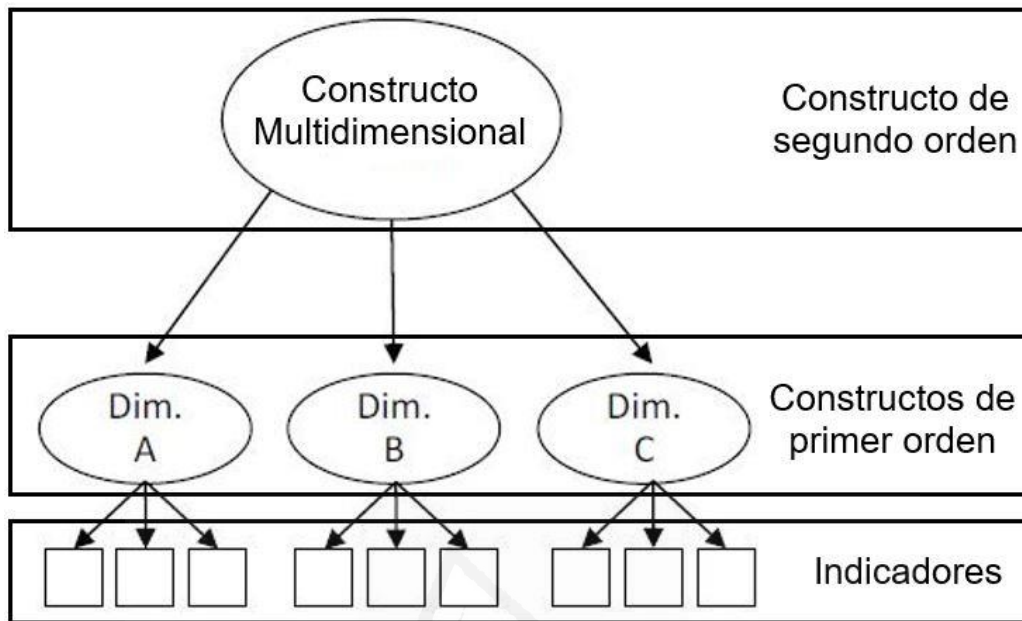 Constructo
Multidimensional
Constructo de
segundo orden
Dim.
A
Dim.
B
Dim.
C
Constructos de
primer orden
Indicadores